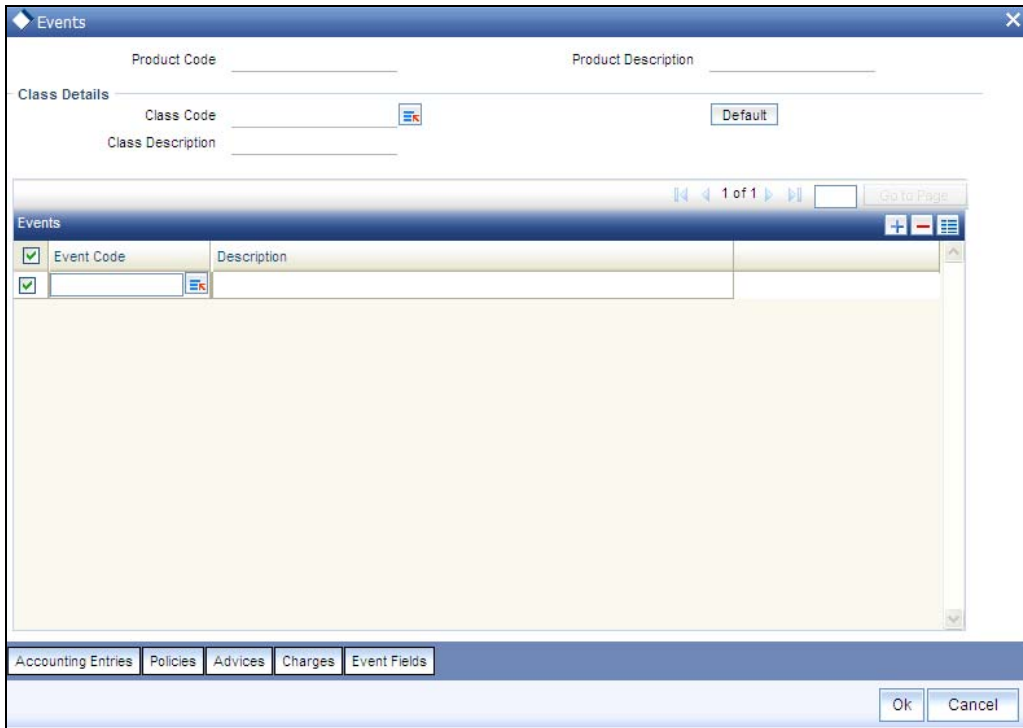 Events
Product Code Product Description
Class Details
Class Code Default
Class Description
1 of 1 Go to Page
Events
Event Code Description
Accounting Entries Policies Advices Charges Event Fields
Ok Cancel